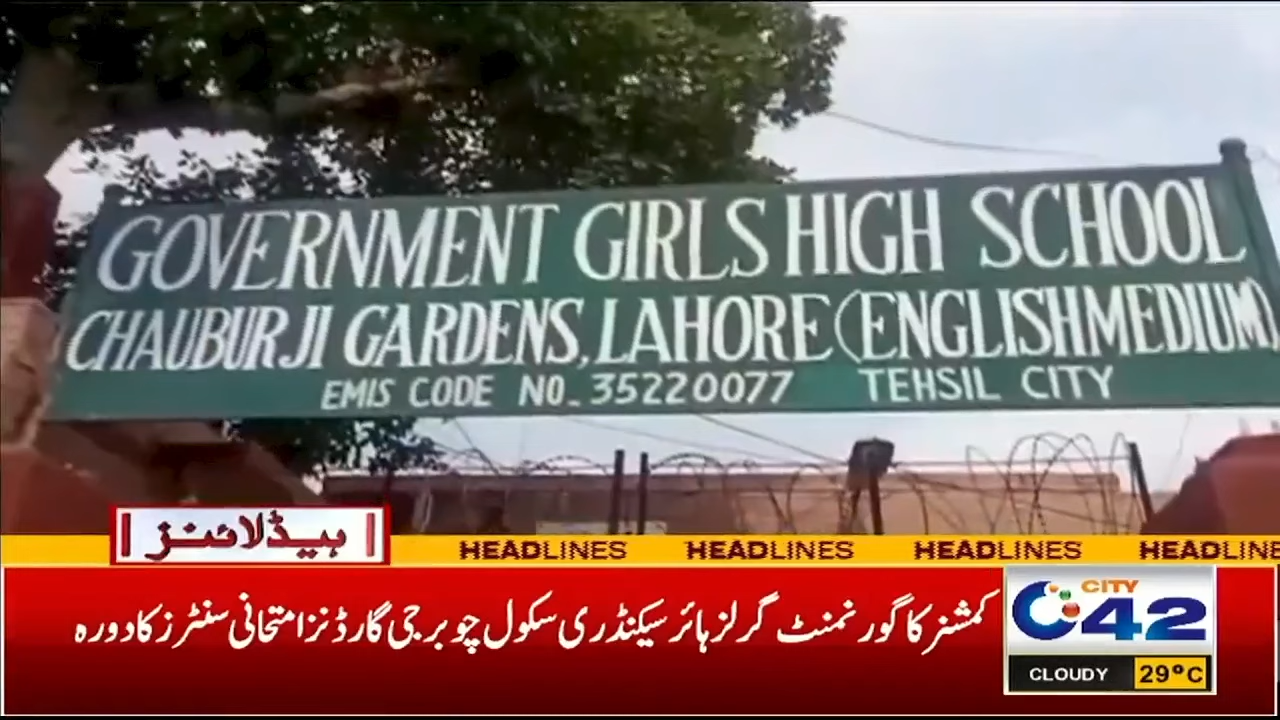 GOVERNMENT GIRLS HIGH SCHOOL
CHAUBURJI GARDENS, LAHORE (ENGLISHMEDIUM)
EMIS CODE NO. 35220077 TEHSIL CITY
ہیڈلائنز
HEADLINES HEADLINES HEADLINES HEADLINE
کمشنر کا گورنمنٹ گرلز ہائر سیکنڈری سکول چوبرجی گارڈنز امتحانی سنٹرز کا دورہ
CITY
42
CLOUDY 29°C